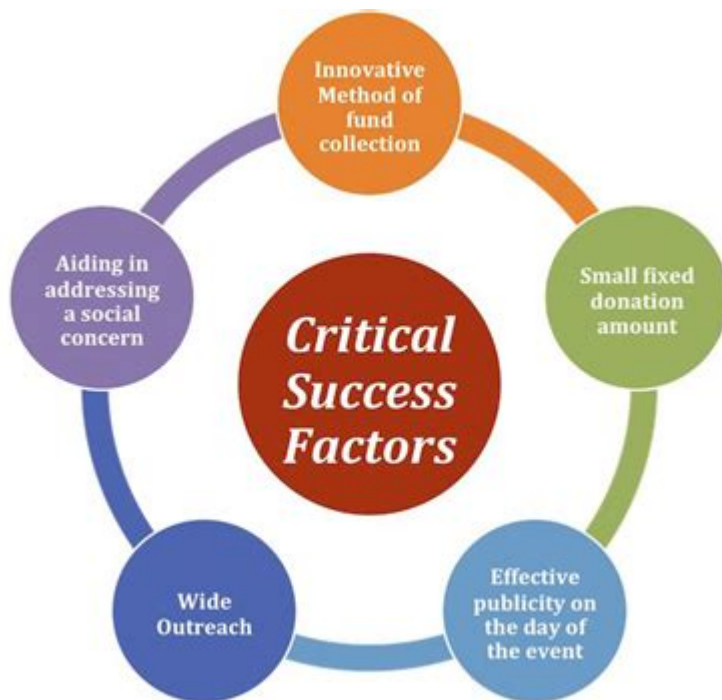 Innovative
Method of
fund
collection
Small fixed
donation
amount
Effective
publicity on
the day of
the event
Wide
Outreach
Aiding in
addressing
a social
concern
Critical
Success
Factors